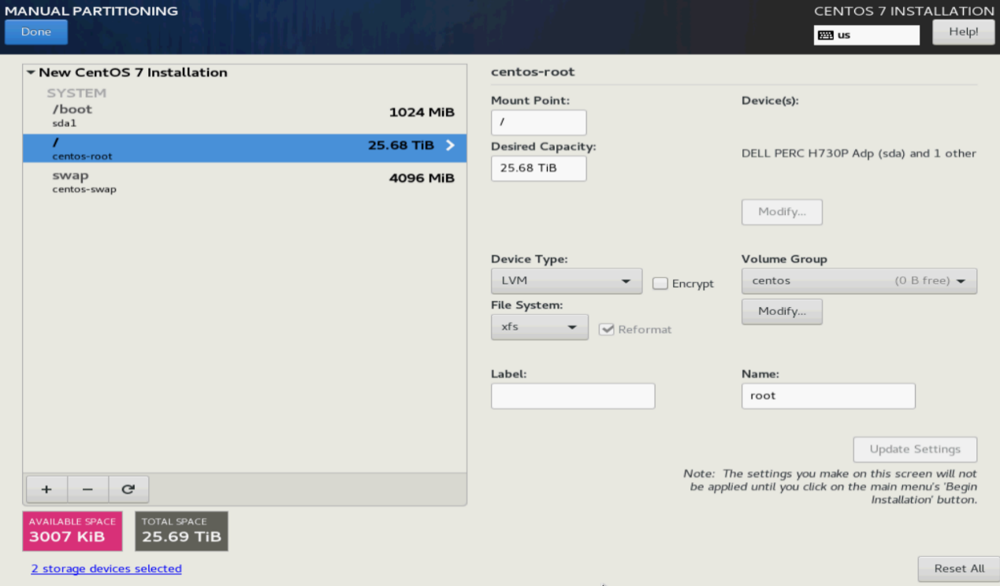 MANUAL PARTITIONING
CENTOS 7 INSTALLATION
Done
us
Help!
New CentOS 7 Installation
SYSTEM
/boot
1024 MiB
sda1
/
25.68 TiB
centos-root
swap
4096 MiB
centos-swap
+ −
AVAILABLE SPACE
3007 KiB
TOTAL SPACE
25.69 TiB
2 storage devices selected
centos-root
Mount Point:
/
Desired Capacity:
25.68 TiB
Device(s):
DELL PERC H730P Adp (sda) and 1 other
Modify...
Device Type:
LVM
Encrypt
Volume Group
centos (0 B free)
Modify...
File System:
xfs
Reformat
Label:
Name:
root
Update Settings
Note: The settings you make on this screen will not
be applied until you click on the main menu's 'Begin
Installation' button.
Reset All